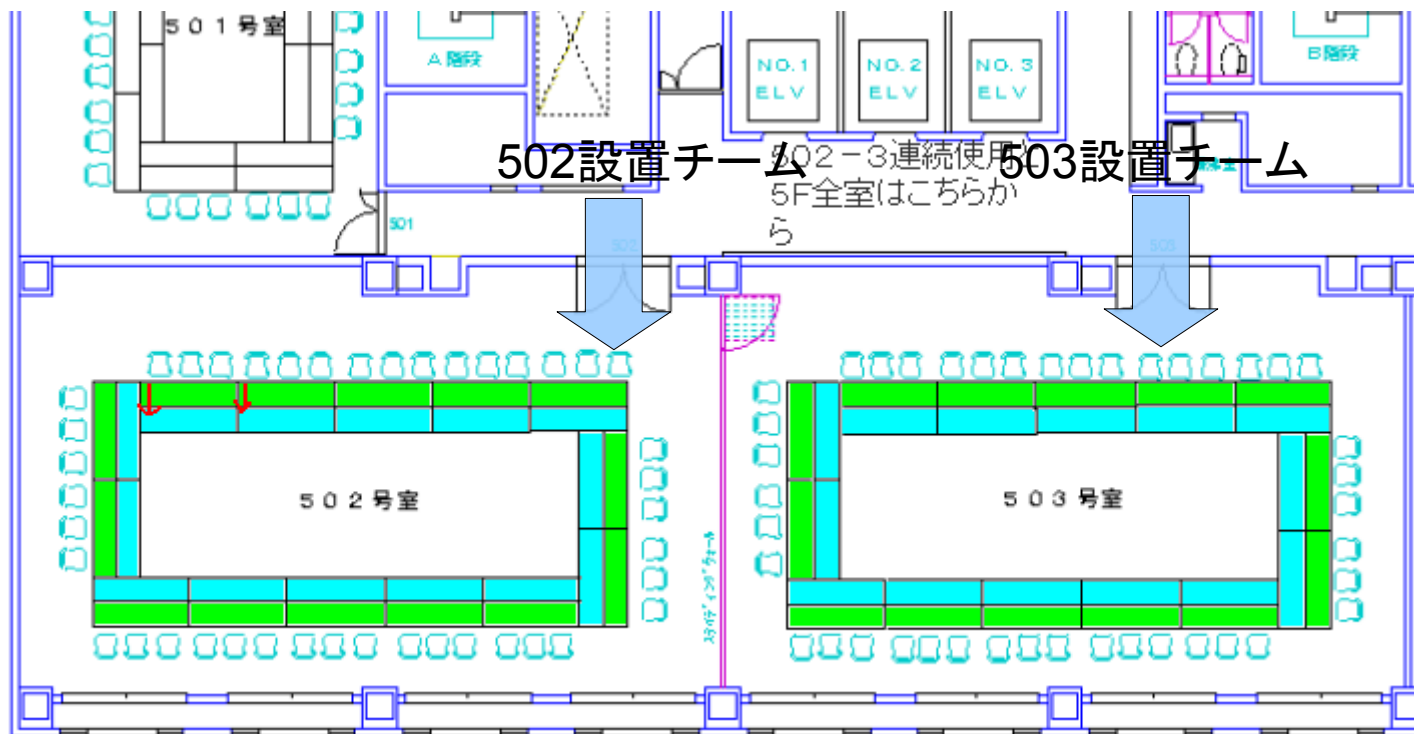 501号室
A階段
NO.1
ELV
NO.2
ELV
NO.3
ELV
B階段
502設置チーム
502-3連続使用
5F全室はこちらか
ら
503設置チーム
501
502
503
502号室
503号室
スライディングウォール